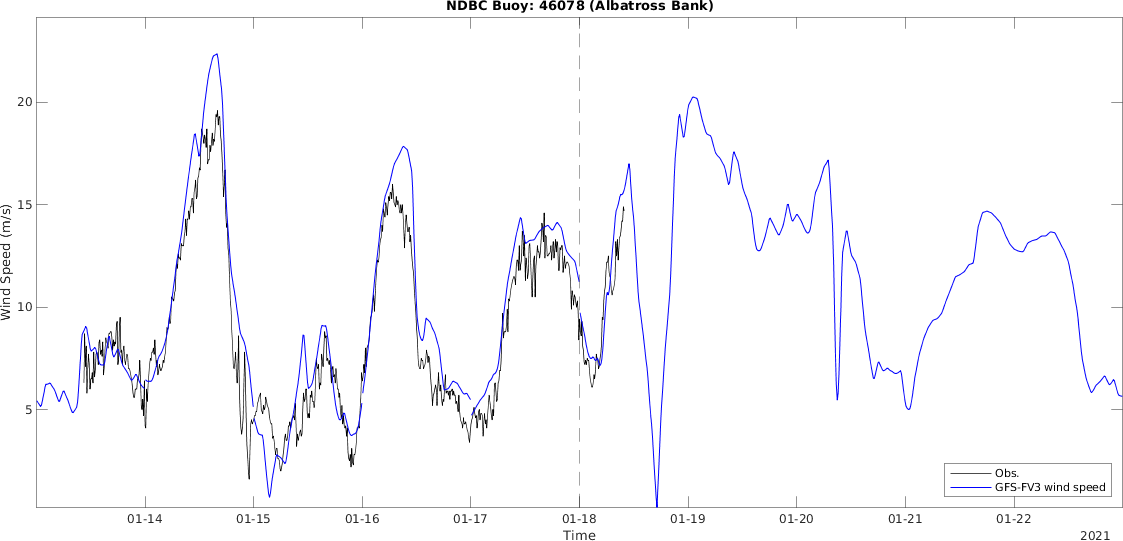 NDBC Buoy: 46078 (Albatross Bank)
20
15
10
5
Wind Speed (m/s)
Obs.
GFS-FV3 wind speed
01-14 01-15 01-16 01-17 01-18 01-19 01-20 01-21 01-22
Time
2021